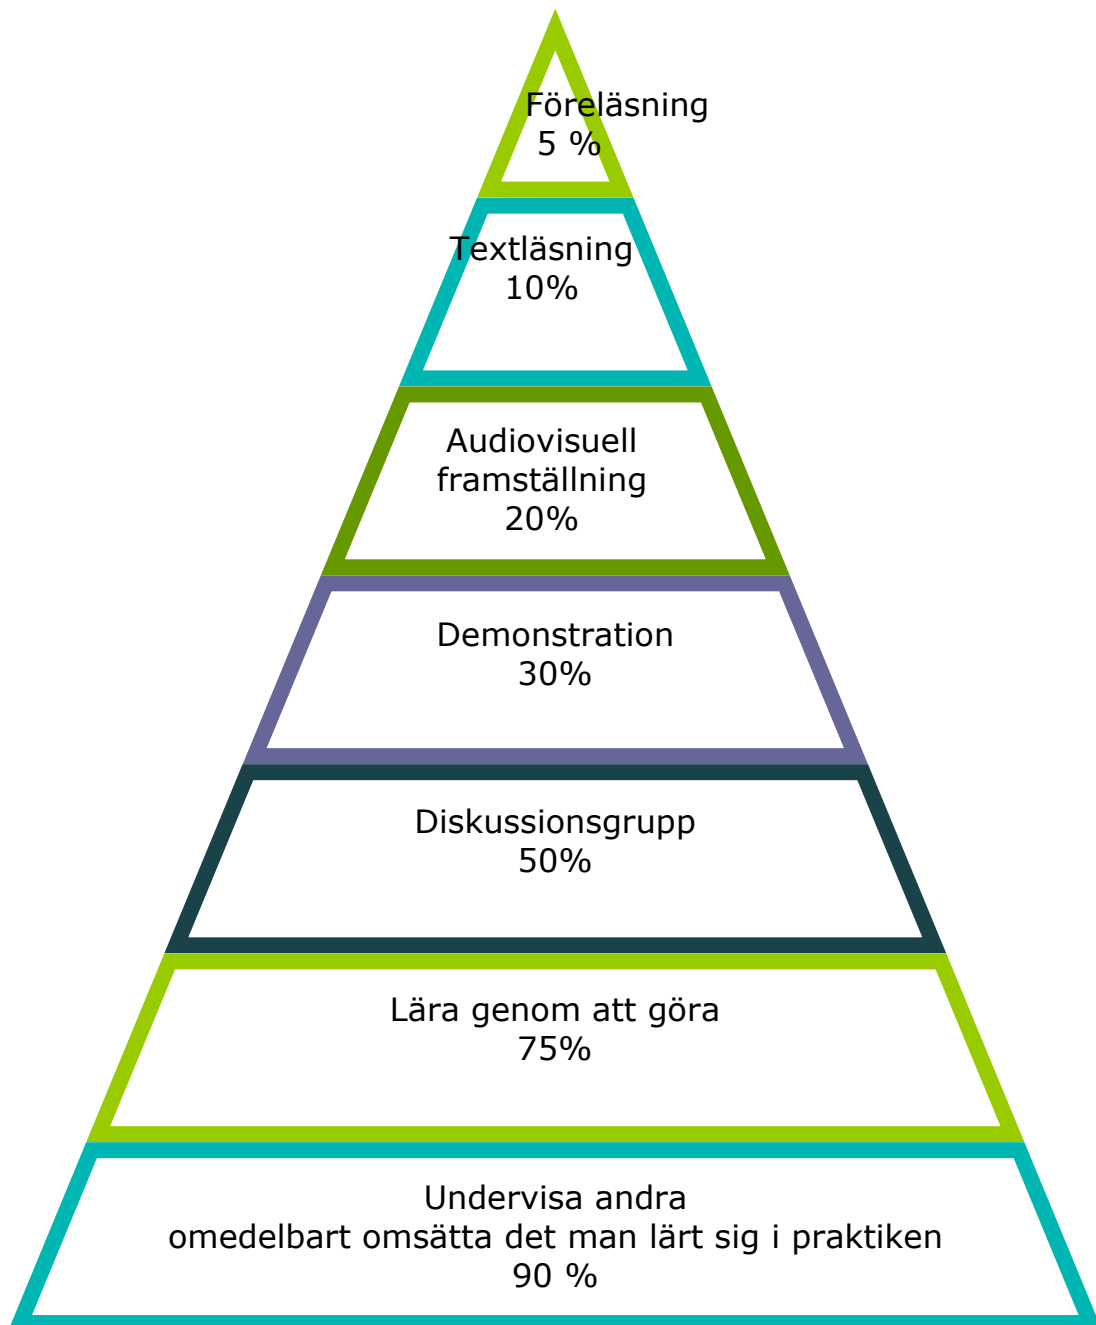 Föreläsning
5 %
Textläsning
10%
Audiovisuell
framställning
20%
Demonstration
30%
Diskussionsgrupp
50%
Lära genom att göra
75%
Undervisa andra
omedelbart omsätta det man lärt sig i praktiken
90 %